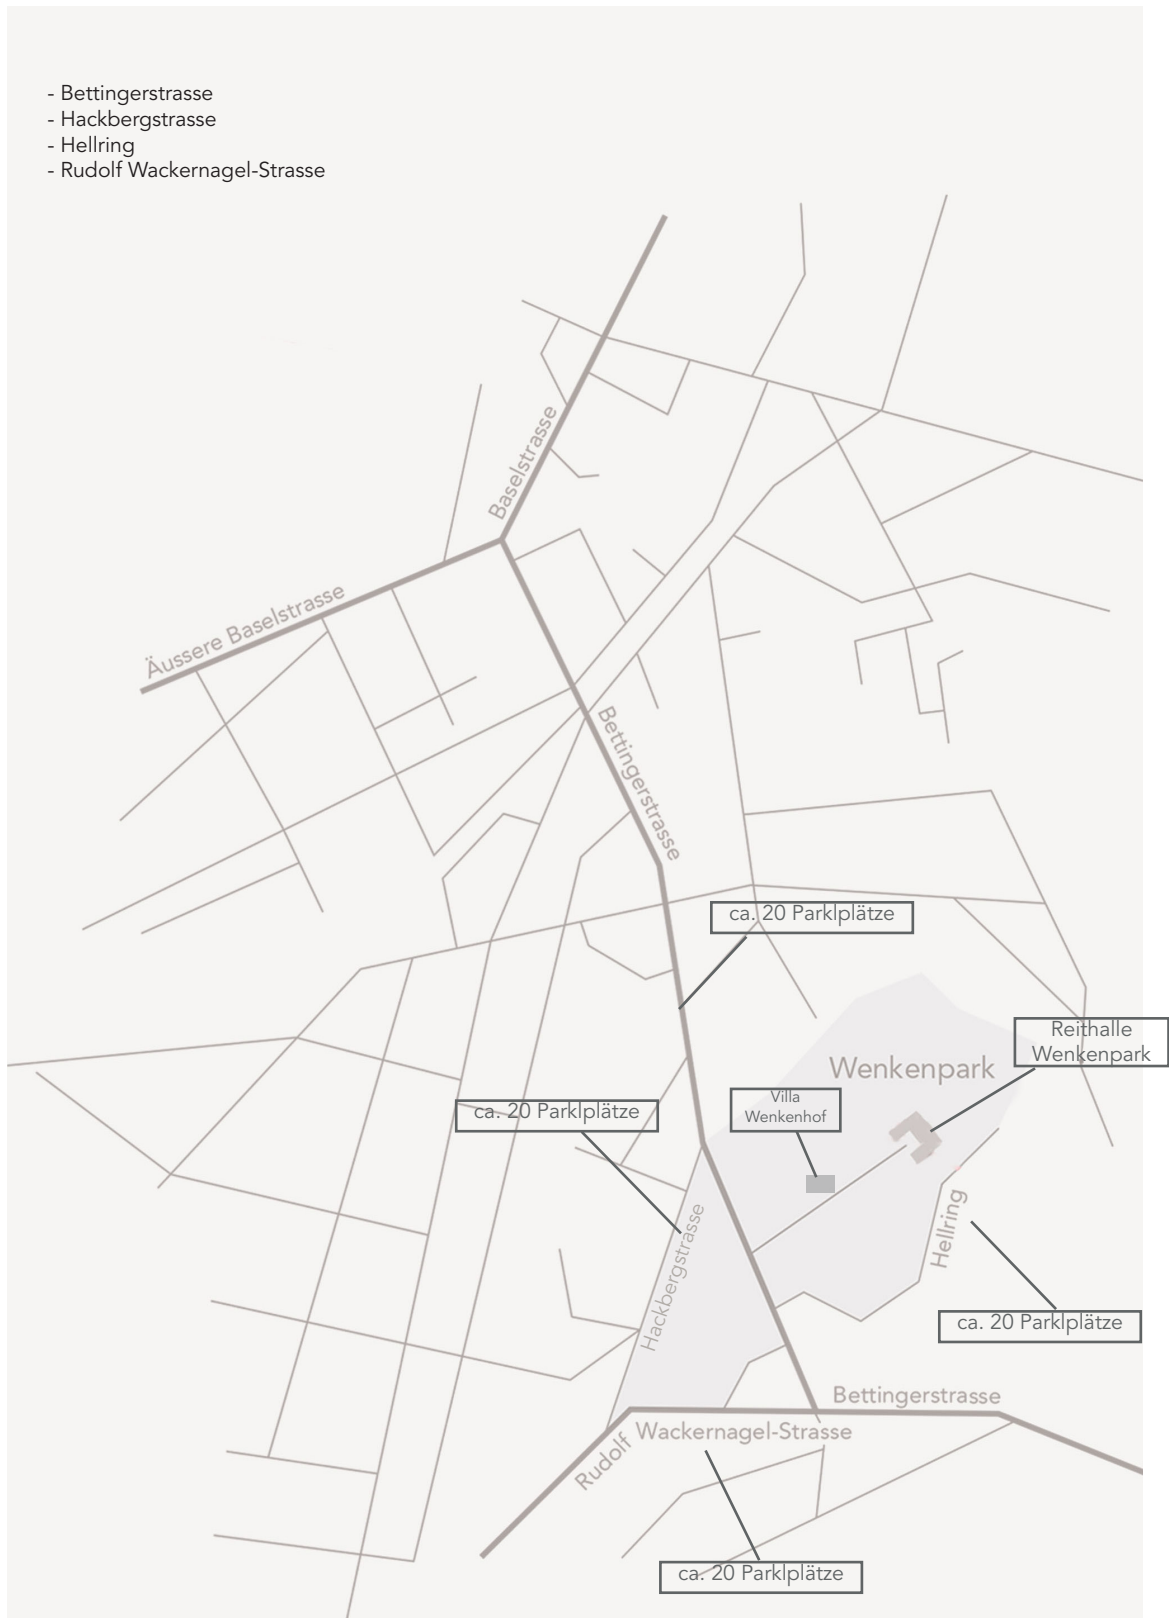 - Bettingerstrasse
- Hackbergstrasse
- Hellring
- Rudolf Wackernagel-Strasse
Baselstrasse
Äussere Baselstrasse
Bettingerstrasse
ca. 20 Parklplätze
Reithalle
Wenkenpark
Wenkenpark
Villa
Wenkenhof
ca. 20 Parklplätze
Hackbergstrasse
Hellring
ca. 20 Parklplätze
Bettingerstrasse
Rudolf Wackernagel-Strasse
ca. 20 Parklplätze